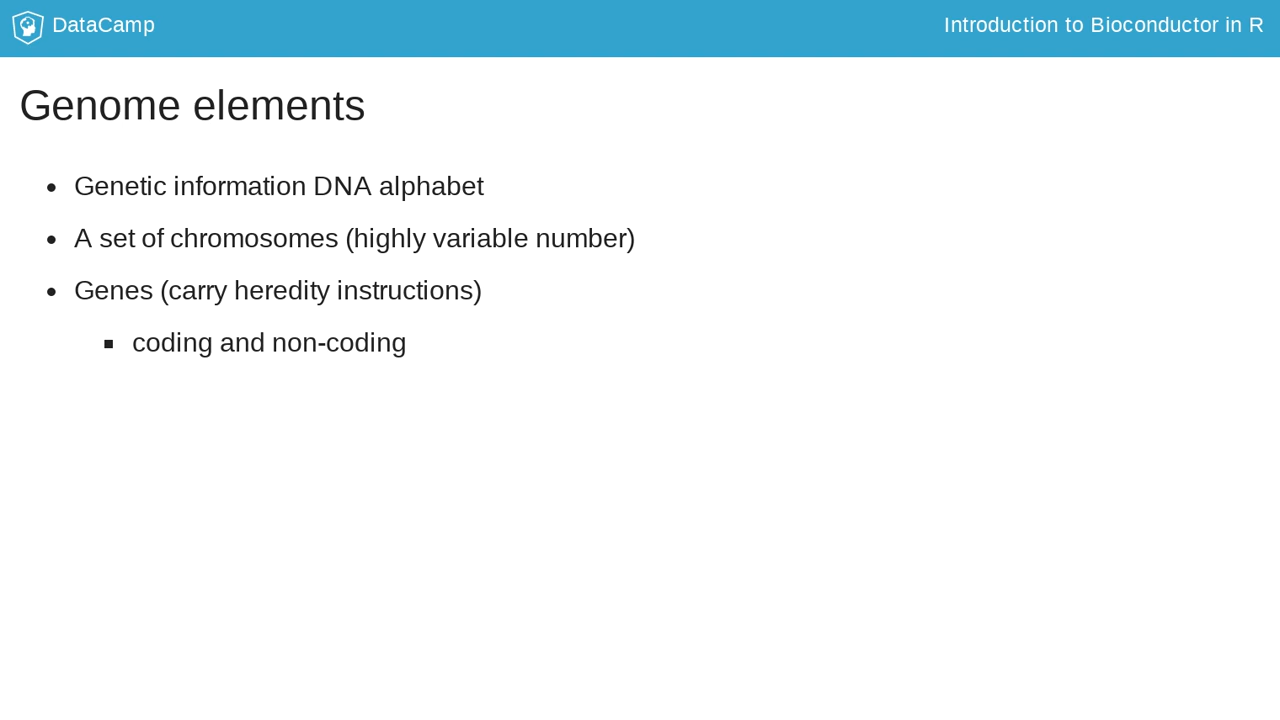 DataCamp
Introduction to Bioconductor in R
Genome elements
Genetic information DNA alphabet
A set of chromosomes (highly variable number)
Genes (carry heredity instructions)
coding and non-coding